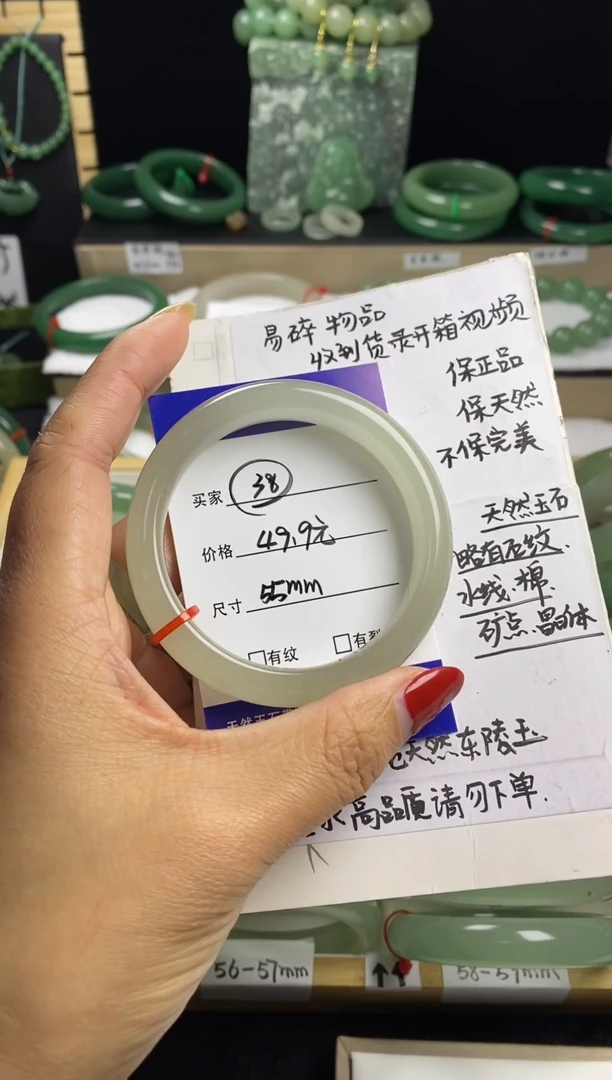 易碎物品
收到货录开箱视频
保正品
保天然
不保完美
买家 38
价格 49.9元
尺寸 55mm
□有纹 □有裂
天然玉石
略有石纹.
水线.棉.
矿点.晶体
天然东陵玉
高品质请勿下单.
56-57mm
58-59mm